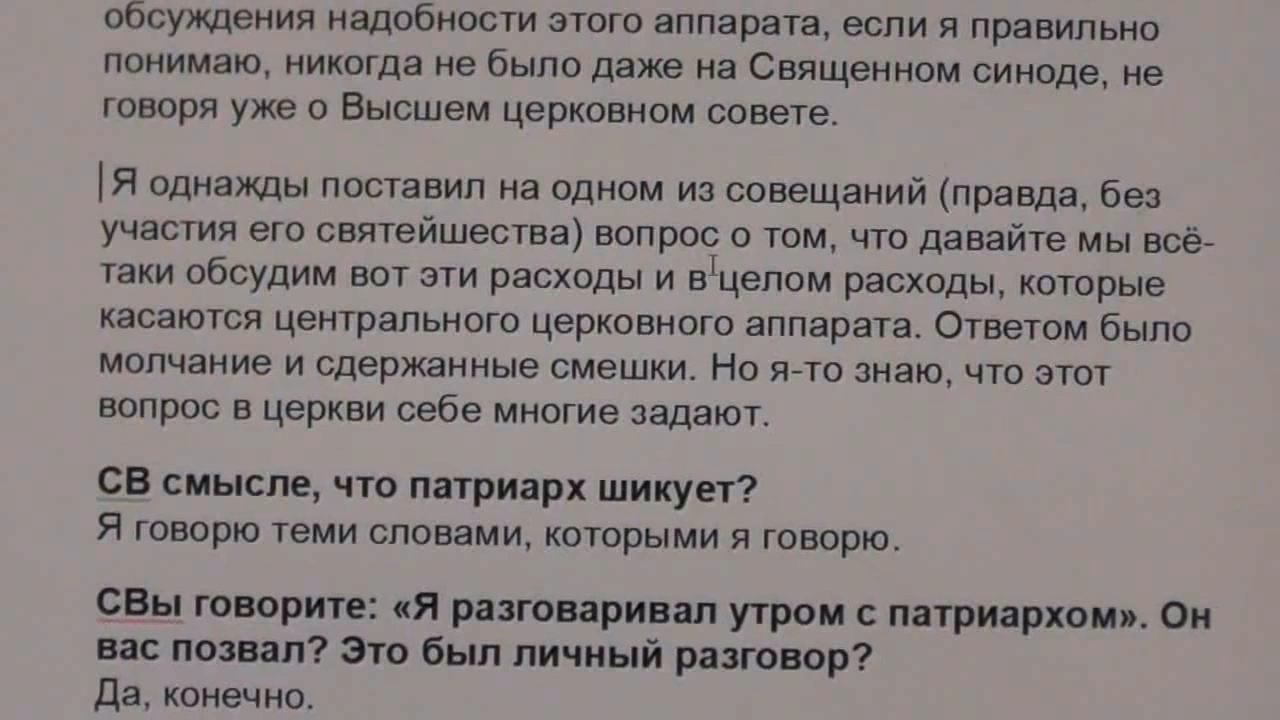 обсуждения надобности этого аппарата, если я правильно
понимаю, никогда не было даже на Священном синоде, не
говоря уже о Высшем церковном совете.
Я однажды поставил на одном из совещаний (правда, без
участия его святейшества) вопрос о том, что давайте мы всё-
таки обсудим вот эти расходы и в целом расходы, которые
касаются центрального церковного аппарата. Ответом было
молчание и сдержанные смешки. Но я-то знаю, что этот
вопрос в церкви себе многие задают.
СВ смысле, что патриарх шикует?
Я говорю теми словами, которыми я говорю.
СВы говорите: «Я разговаривал утром с патриархом». Он
вас позвал? Это был личный разговор?
Да, конечно.